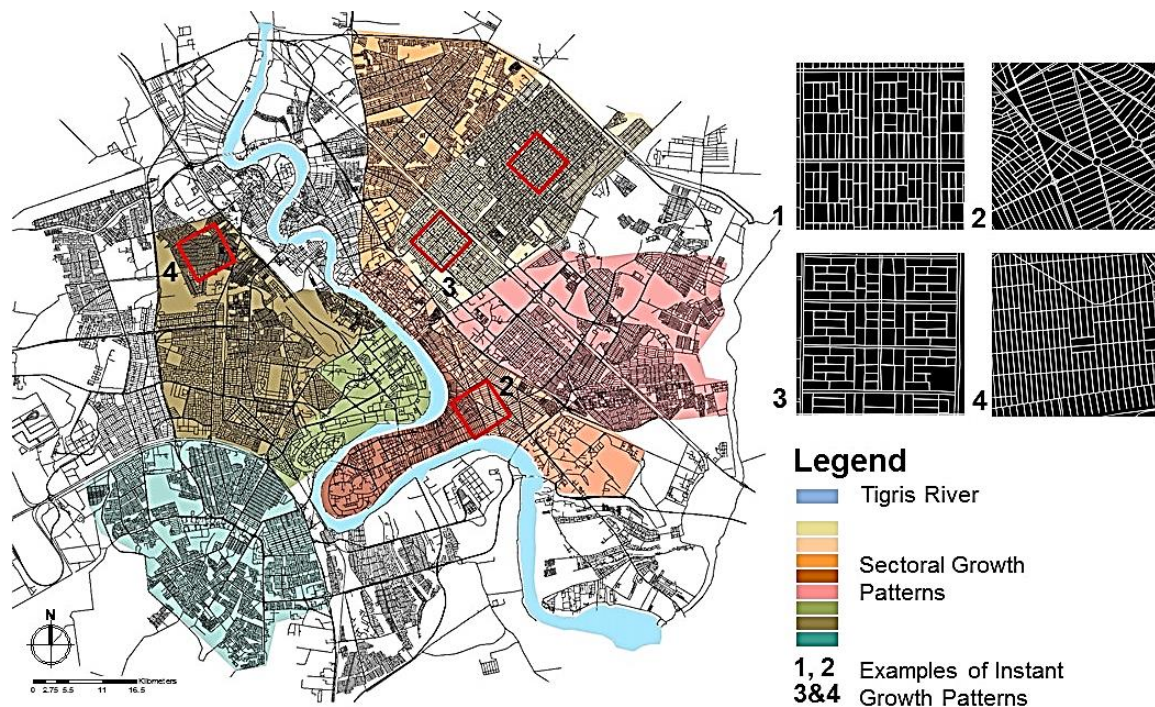 4
3
2
N
Kilometers
0 2.75 5.5 11 16.5
1
2
3
4
Legend
Tigris River
Sectoral Growth
Patterns
1, 2 Examples of Instant
3&4 Growth Patterns